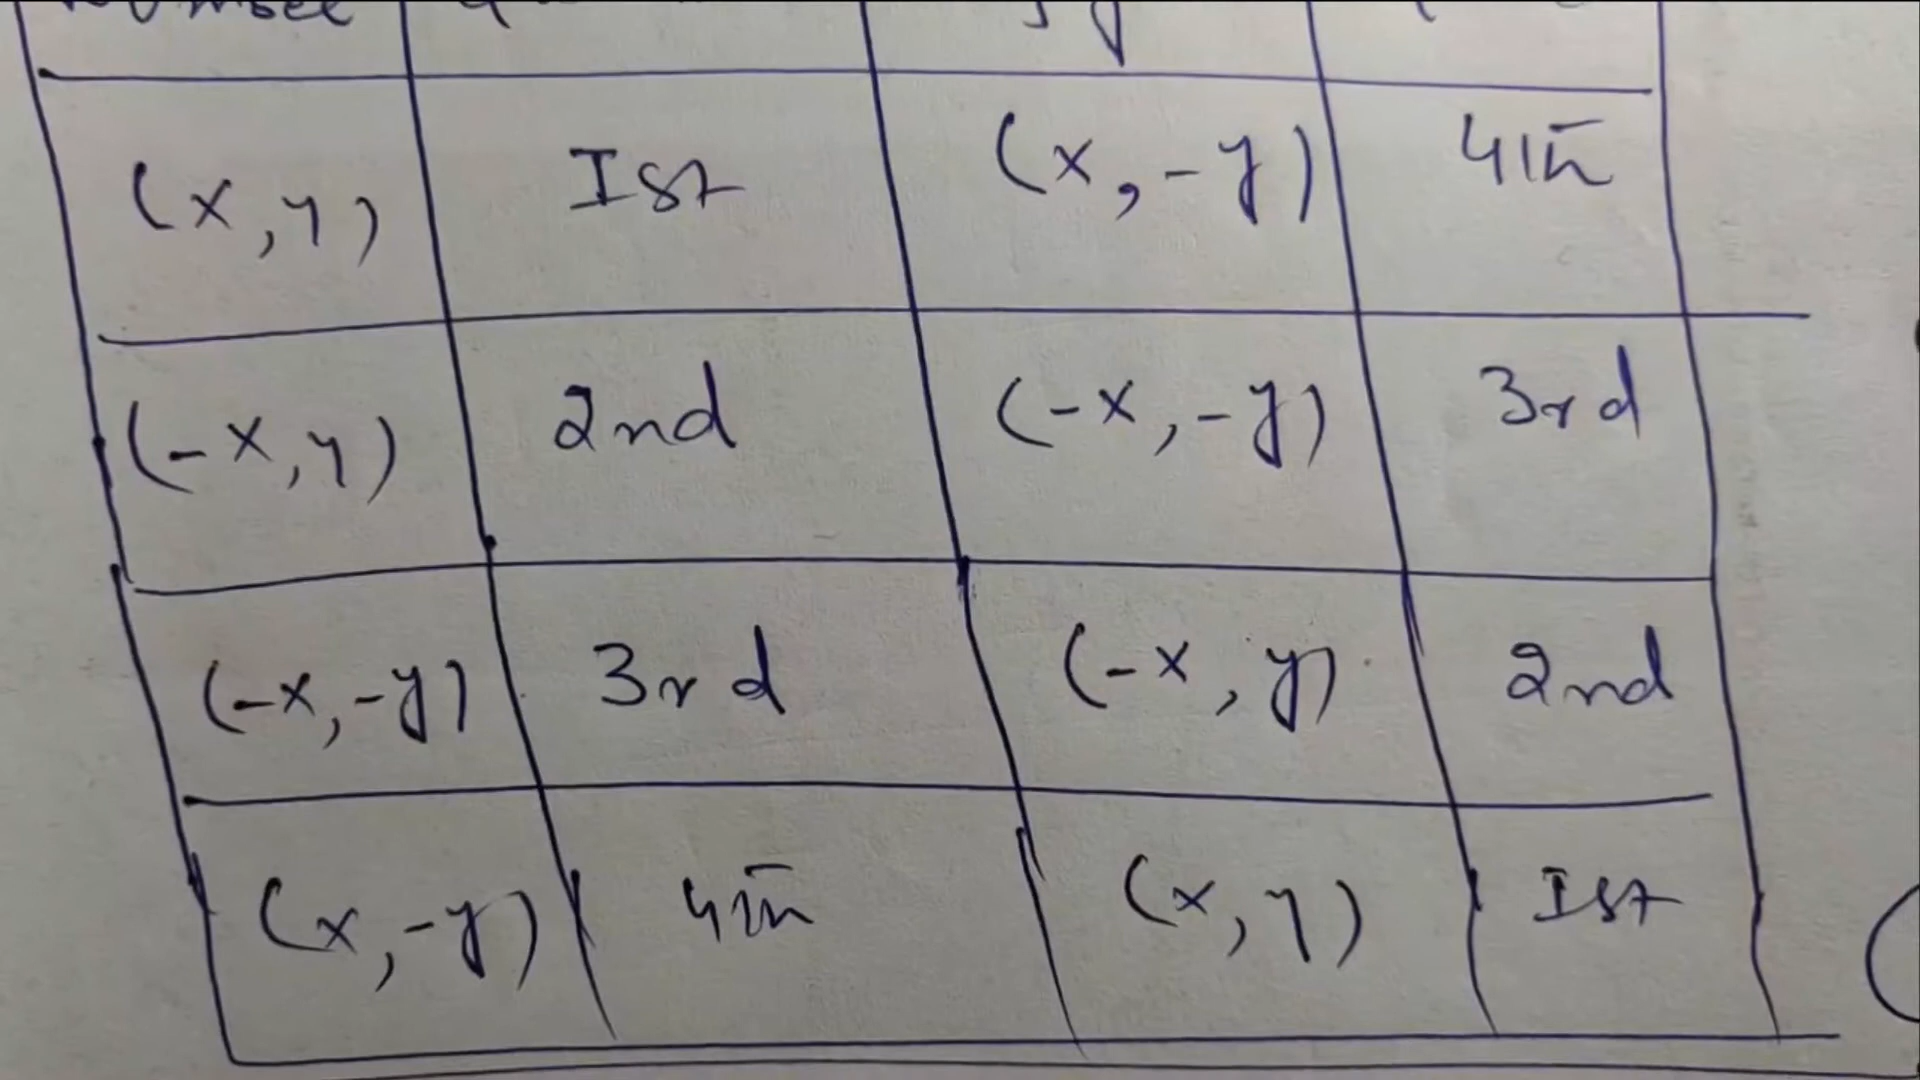 (x,y) Ist (x,-y) 4th
(-x,y) 2nd (-x,-y) 3rd
(-x,-y) 3rd (-x,y) 2nd
(x,-y) 4th (x,y) Ist